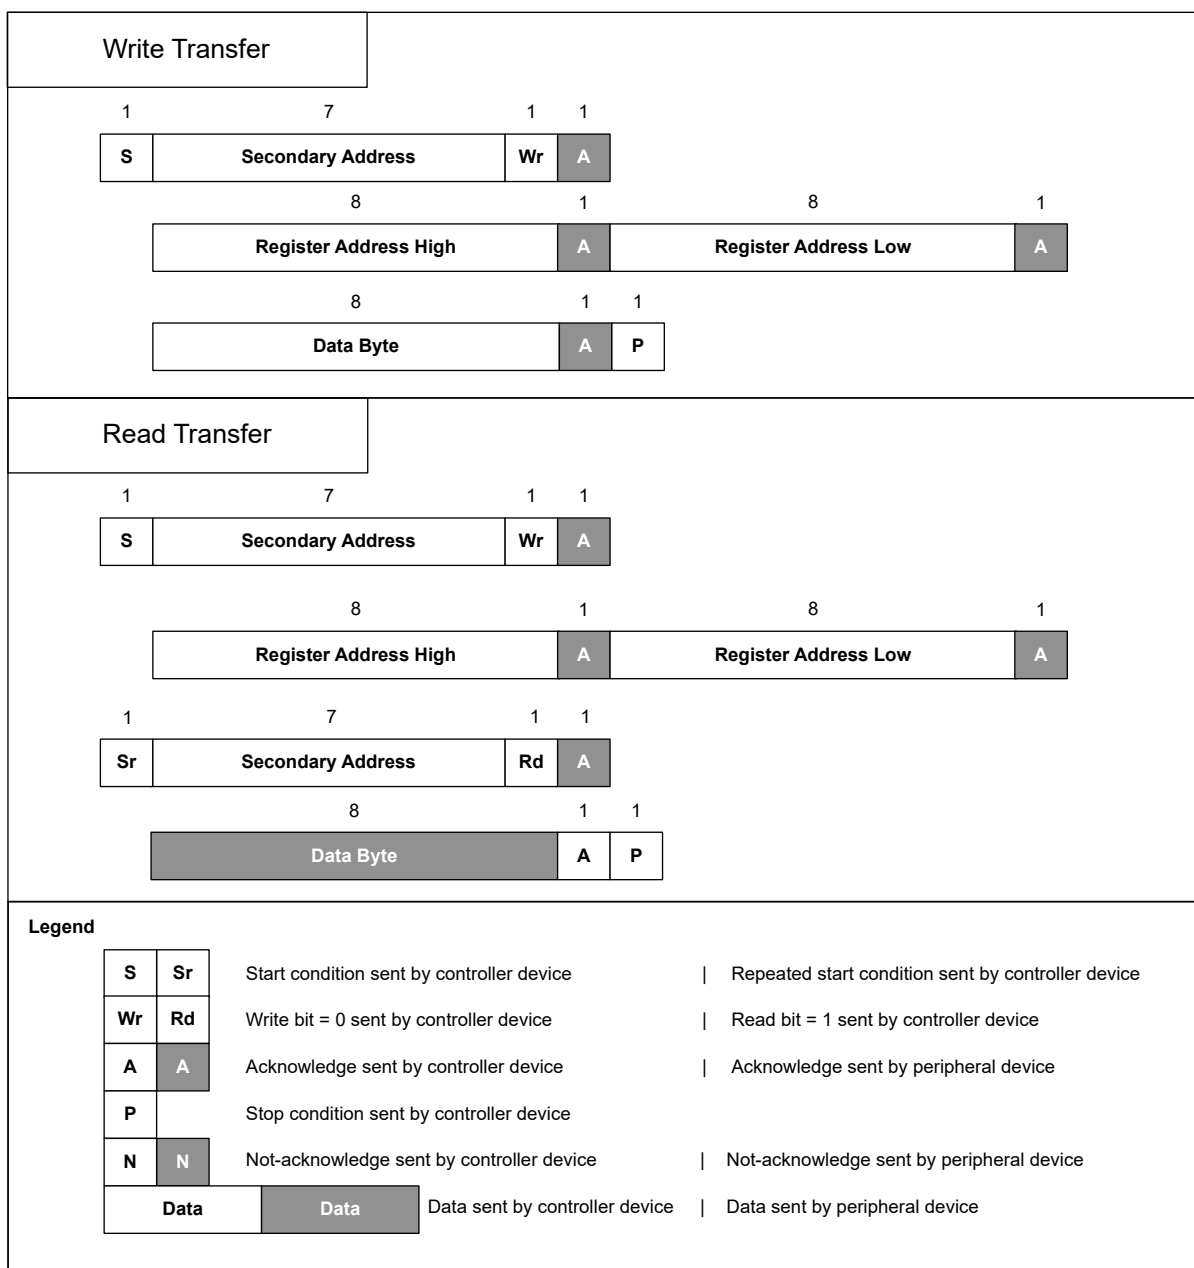 Write Transfer
1 7 1 1
S Secondary Address Wr A
8 1 8 1
Register Address High A Register Address Low A
8 1 1
Data Byte A P
Read Transfer
1 7 1 1
S Secondary Address Wr A
8 1 8 1
Register Address High A Register Address Low A
1 7 1 1
Sr Secondary Address Rd A
8 1 1
Data Byte A P
Legend
S Sr Start condition sent by controller device | Repeated start condition sent by controller device
Wr Rd Write bit = 0 sent by controller device | Read bit = 1 sent by controller device
A A Acknowledge sent by controller device | Acknowledge sent by peripheral device
P Stop condition sent by controller device
N N Not-acknowledge sent by controller device | Not-acknowledge sent by peripheral device
Data Data Data sent by controller device | Data sent by peripheral device